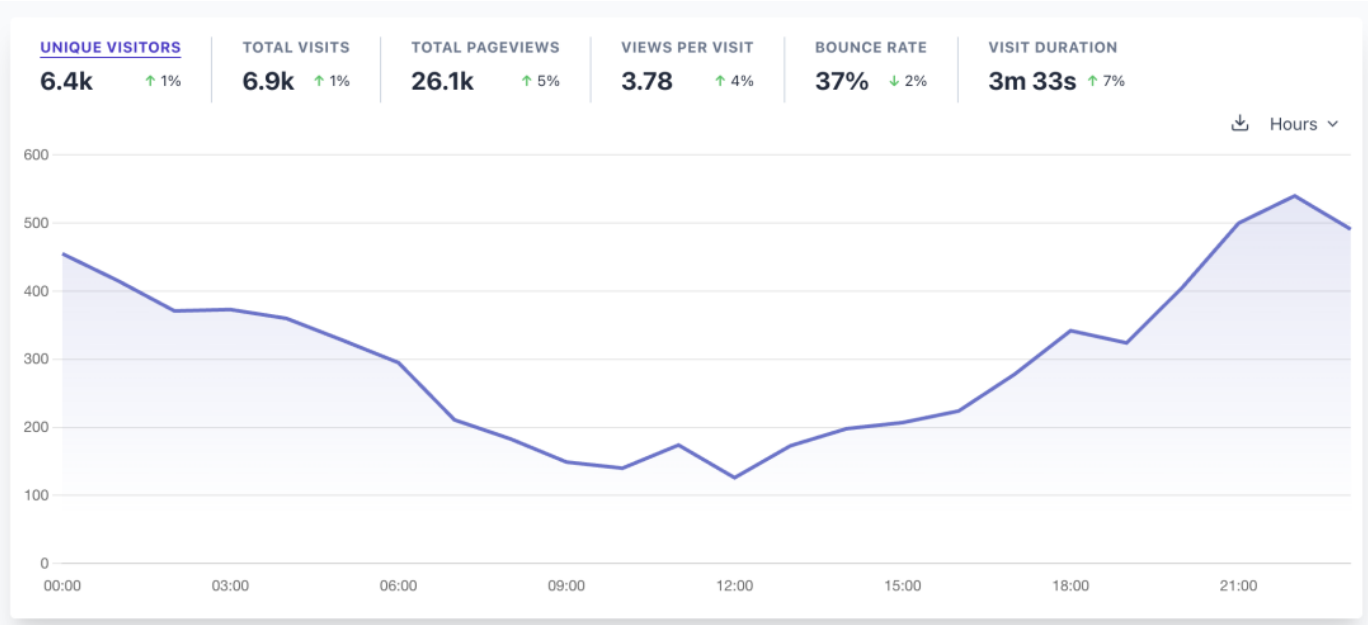 UNIQUE VISITORS TOTAL VISITS TOTAL PAGEVIEWS VIEWS PER VISIT BOUNCE RATE VISIT DURATION
6.4k ↑ 1% 6.9k ↑ 1% 26.1k ↑ 5% 3.78 ↑ 4% 37% ↓ 2% 3m 33s ↑ 7%
Hours
600
500
400
300
200
100
0
00:00 03:00 06:00 09:00 12:00 15:00 18:00 21:00